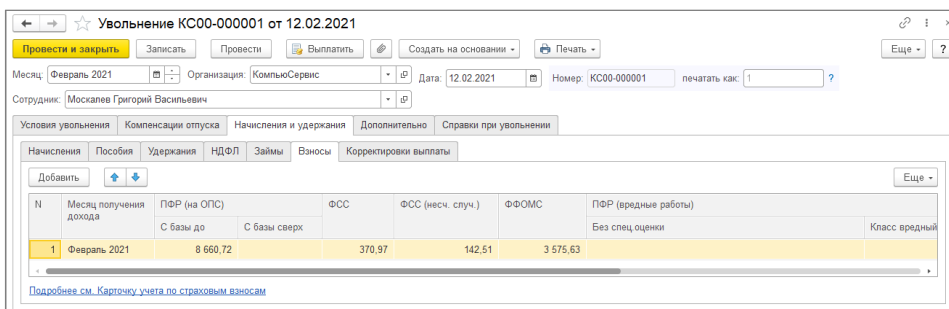 Увольнение КС00-000001 от 12.02.2021
Провести и закрыть Записать Провести Выплатить Создать на основании Печать Еще ?
Месяц: Февраль 2021 Организация: КомпьюСервис Дата: 12.02.2021 Номер: КС00-000001 печатать как: 1 ?
Сотрудник: Москалев Григорий Васильевич
Условия увольнения Компенсации отпуска Начисления и удержания Дополнительно Справки при увольнении
Начисления Пособия Удержания НДФЛ Займы Взносы Корректировки выплаты
Добавить Еще
N Месяц получения дохода ПФР (на ОПС) ФСС ФСС (несч. случ.) ФФОМС ПФР (вредные работы)
С базы до С базы сверх Без спец.оценки Класс вредный
1 Февраль 2021 8 660,72 370,97 142,51 3 575,63
Подробнее см. Карточку учета по страховым взносам